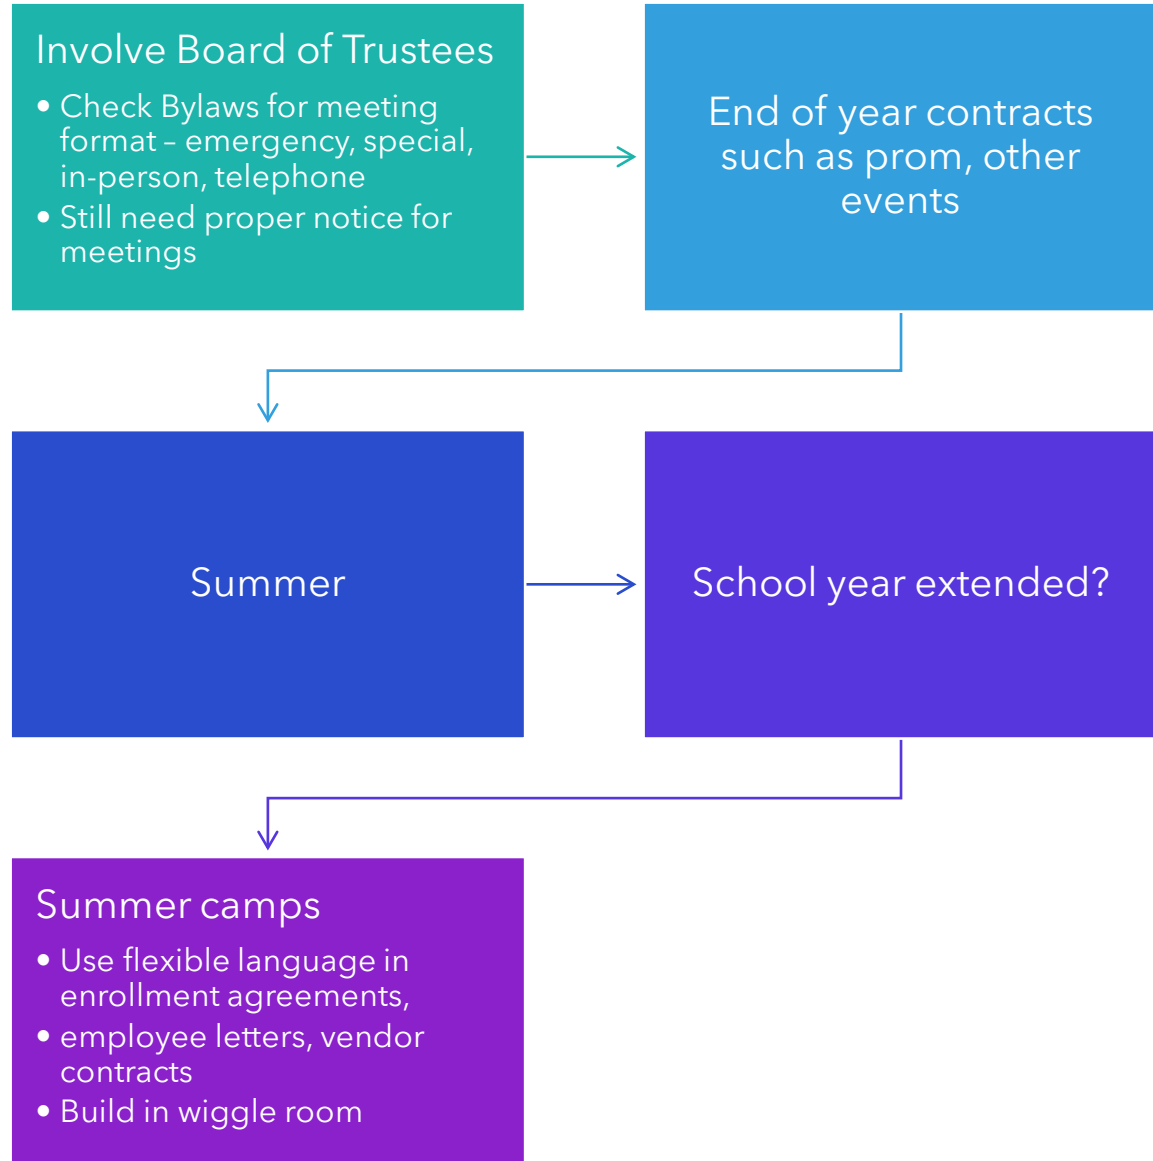 Involve Board of Trustees
• Check Bylaws for meeting
format – emergency, special,
in-person, telephone
• Still need proper notice for
meetings
End of year contracts
such as prom, other
events
Summer
School year extended?
Summer camps
• Use flexible language in
enrollment agreements,
• employee letters, vendor
contracts
• Build in wiggle room